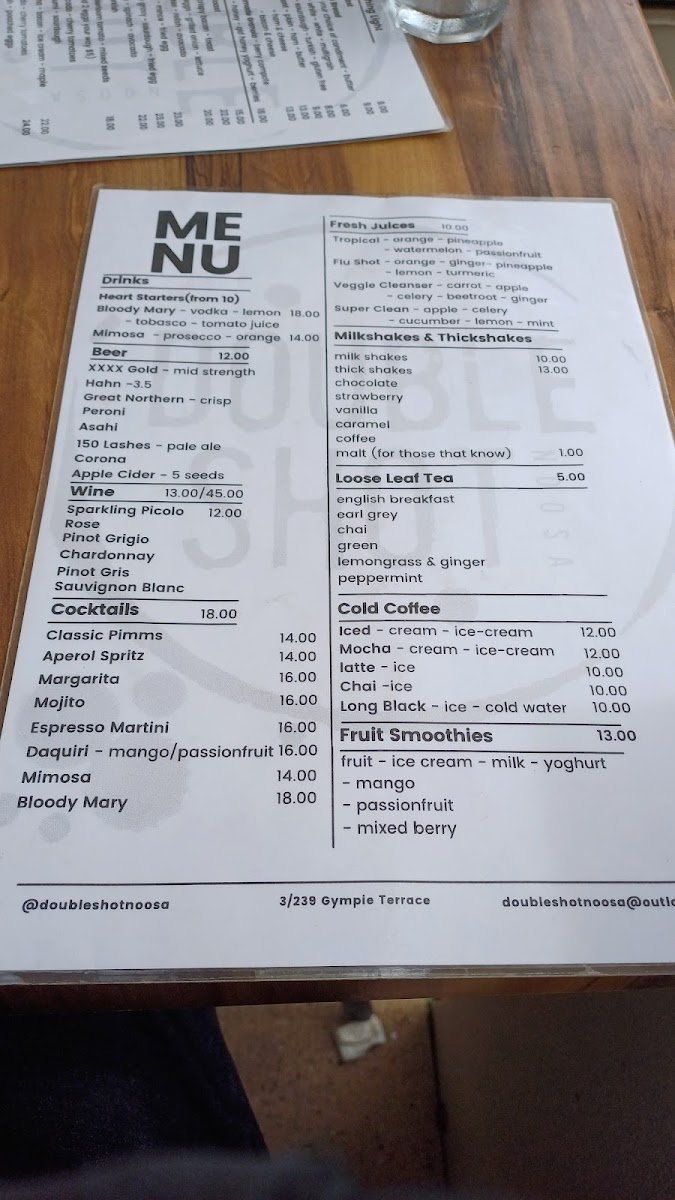 MENU
Drinks
Heart Starters(from 10)
Bloody Mary - vodka - lemon 18.00
- tobasco - tomato juice
Mimosa - prosecco - orange 14.00
Beer 12.00
XXXX Gold - mid strength
Hahn -3.5
Great Northern - crisp
Peroni
Asahi
150 Lashes - pale ale
Corona
Apple Cider - 5 seeds
Wine 13.00/45.00
Sparkling Picolo 12.00
Rose
Pinot Grigio
Chardonnay
Pinot Gris
Sauvignon Blanc
Cocktails 18.00
Classic Pimms 14.00
Aperol Spritz 14.00
Margarita 16.00
Mojito 16.00
Espresso Martini 16.00
Daquiri - mango/passionfruit 16.00
Mimosa 14.00
Bloody Mary 18.00
Fresh Juices 10.00
Tropical - orange - pineapple
- watermelon - passionfruit
Flu Shot - orange - ginger- pineapple
- lemon - turmeric
Veggie Cleanser - carrot - apple
- celery - beetroot - ginger
Super Clean - apple - celery
- cucumber - lemon - mint
Milkshakes & Thickshakes
milk shakes 10.00
thick shakes 13.00
chocolate
strawberry
vanilla
caramel
coffee
malt (for those that know) 1.00
Loose Leaf Tea 5.00
english breakfast
earl grey
chai
green
lemongrass & ginger
peppermint
Cold Coffee
Iced - cream - ice-cream 12.00
Mocha - cream - ice-cream 12.00
latte - ice 10.00
Chai -ice 10.00
Long Black - ice - cold water 10.00
Fruit Smoothies 13.00
fruit - ice cream - milk - yoghurt
- mango
- passionfruit
- mixed berry
@doubleshotnoosa 3/239 Gympie Terrace doubleshotnoosa@outlo
DOUBLE
SHOT
NOOSA